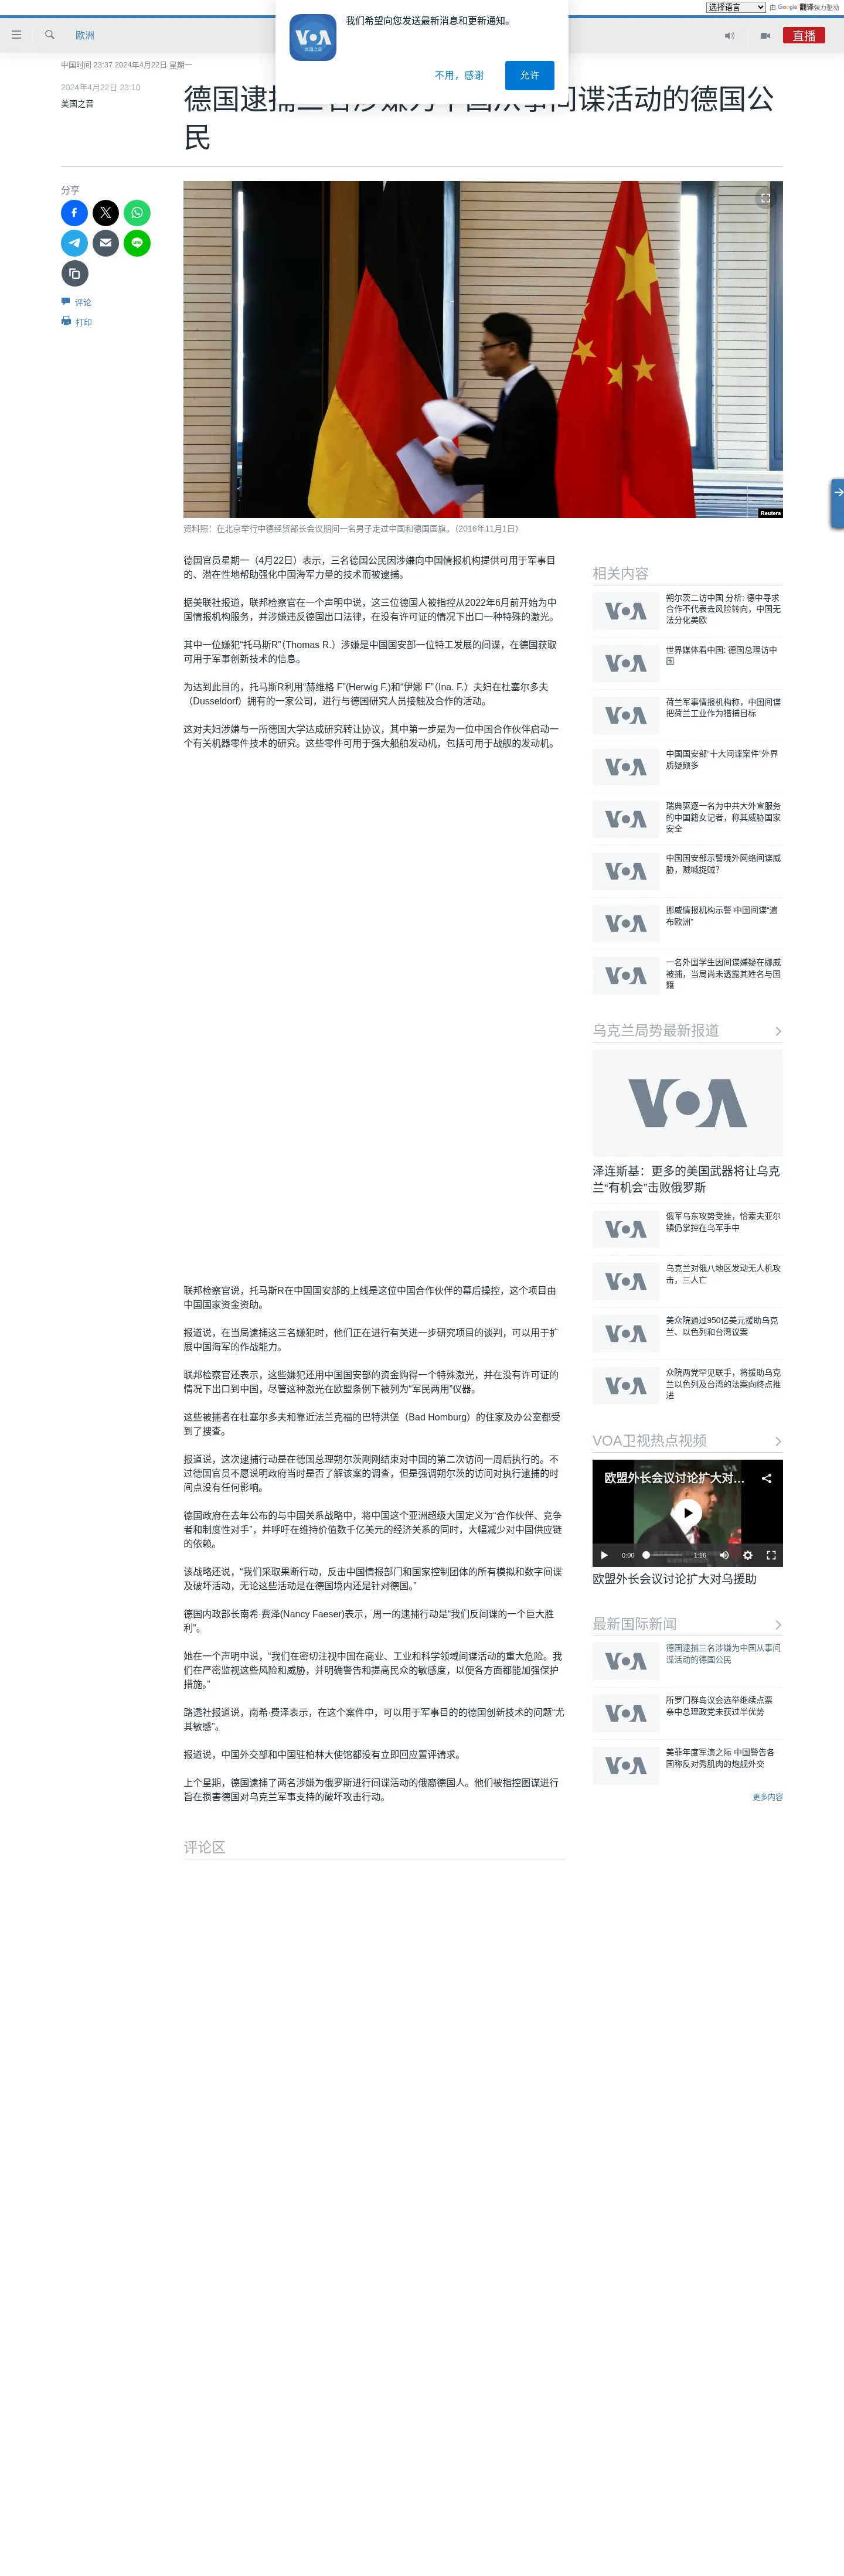 选择语言
由 Google 翻译强力驱动
欧洲
直播
我们希望向您发送最新消息和更新通知。
不用，感谢
允许
中国时间 23:37 2024年4月22日 星期一
2024年4月22日 23:10
美国之音
德国逮捕三名涉嫌为中国从事间谍活动的德国公
民
分享
评论
打印
Reuters
资料照：在北京举行中德经贸部长会议期间一名男子走过中国和德国国旗。（2016年11月1日）
德国官员星期一（4月22日）表示，三名德国公民因涉嫌向中国情报机构提供可用于军事目
的、潜在性地帮助强化中国海军力量的技术而被逮捕。
据美联社报道，联邦检察官在一个声明中说，这三位德国人被指控从2022年6月前开始为中
国情报机构服务，并涉嫌违反德国出口法律，在没有许可证的情况下出口一种特殊的激光。
其中一位嫌犯“托马斯R”（Thomas R.）涉嫌是中国国安部一位特工发展的间谍，在德国获取
可用于军事创新技术的信息。
为达到此目的，托马斯R利用“赫维格 F”(Herwig F.)和“伊娜 F”（Ina. F.）夫妇在杜塞尔多夫
（Dusseldorf）拥有的一家公司，进行与德国研究人员接触及合作的活动。
这对夫妇涉嫌与一所德国大学达成研究转让协议，其中第一步是为一位中国合作伙伴启动一
个有关机器零件技术的研究。这些零件可用于强大船舶发动机，包括可用于战舰的发动机。
联邦检察官说，托马斯R在中国国安部的上线是这位中国合作伙伴的幕后操控，这个项目由
中国国家资金资助。
报道说，在当局逮捕这三名嫌犯时，他们正在进行有关进一步研究项目的谈判，可以用于扩
展中国海军的作战能力。
联邦检察官还表示，这些嫌犯还用中国国安部的资金购得一个特殊激光，并在没有许可证的
情况下出口到中国，尽管这种激光在欧盟条例下被列为“军民两用”仪器。
这些被捕者在杜塞尔多夫和靠近法兰克福的巴特洪堡（Bad Homburg）的住家及办公室都受
到了搜查。
报道说，这次逮捕行动是在德国总理朔尔茨刚刚结束对中国的第二次访问一周后执行的。不
过德国官员不愿说明政府当时是否了解该案的调查，但是强调朔尔茨的访问对执行逮捕的时
间点没有任何影响。
德国政府在去年公布的与中国关系战略中，将中国这个亚洲超级大国定义为“合作伙伴、竞争
者和制度性对手”，并呼吁在维持价值数千亿美元的经济关系的同时，大幅减少对中国供应链
的依赖。
该战略还说，“我们采取果断行动，反击中国情报部门和国家控制团体的所有模拟和数字间谍
及破坏活动，无论这些活动是在德国境内还是针对德国。”
德国内政部长南希·费泽(Nancy Faeser)表示，周一的逮捕行动是“我们反间谍的一个巨大胜
利”。
她在一个声明中说，“我们在密切注视中国在商业、工业和科学领域间谍活动的重大危险。我
们在严密监视这些风险和威胁，并明确警告和提高民众的敏感度，以便各方面都能加强保护
措施。”
路透社报道说，南希·费泽表示，在这个案件中，可以用于军事目的的德国创新技术的问题“尤
其敏感”。
报道说，中国外交部和中国驻柏林大使馆都没有立即回应置评请求。
上个星期，德国逮捕了两名涉嫌为俄罗斯进行间谍活动的俄裔德国人。他们被指控图谋进行
旨在损害德国对乌克兰军事支持的破坏攻击行动。
评论区
相关内容
朔尔茨二访中国 分析: 德中寻求
合作不代表去风险转向，中国无
法分化美欧
世界媒体看中国: 德国总理访中
国
荷兰军事情报机构称，中国间谍
把荷兰工业作为猎捕目标
中国国安部“十大间谍案件”外界
质疑颇多
瑞典驱逐一名为中共大外宣服务
的中国籍女记者，称其威胁国家
安全
中国国安部示警境外网络间谍威
胁，贼喊捉贼？
挪威情报机构示警 中国间谍“遍
布欧洲”
一名外国学生因间谍嫌疑在挪威
被捕，当局尚未透露其姓名与国
籍
乌克兰局势最新报道
泽连斯基：更多的美国武器将让乌克
兰“有机会”击败俄罗斯
俄军乌东攻势受挫，恰索夫亚尔
镇仍掌控在乌军手中
乌克兰对俄八地区发动无人机攻
击，三人亡
美众院通过950亿美元援助乌克
兰、以色列和台湾议案
众院两党罕见联手，将援助乌克
兰以色列及台湾的法案向终点推
进
VOA卫视热点视频
欧盟外长会议讨论扩大对…
0:00
1:16
欧盟外长会议讨论扩大对乌援助
最新国际新闻
德国逮捕三名涉嫌为中国从事间
谍活动的德国公民
所罗门群岛议会选举继续点票
亲中总理政党未获过半优势
美菲年度军演之际 中国警告各
国称反对秀肌肉的炮舰外交
更多内容